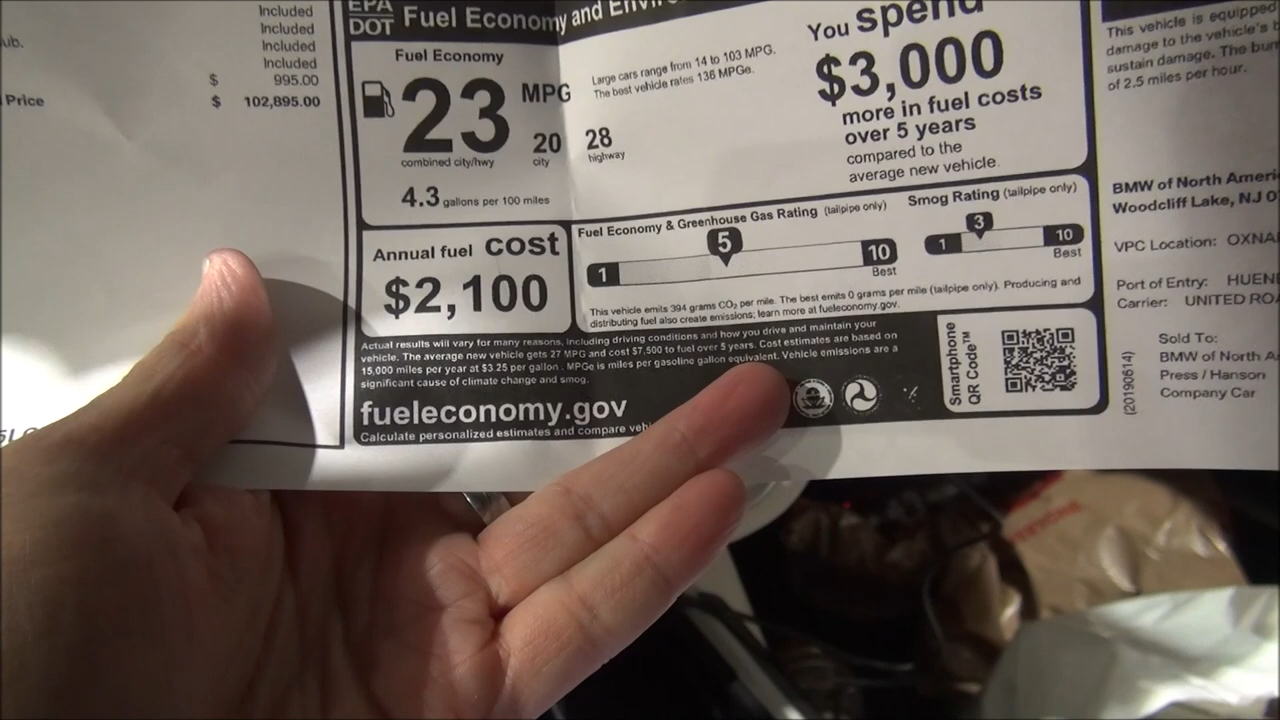 Included
Included
ub. Included
Included
$ 995.00
Price $ 102,895.00
EPA
DOT
Fuel Economy and
Fuel Economy
23
MPG
combined city/hwy
20
city
28
highway
4.3 gallons per 100 miles
Large cars range from 14 to 103 MPG.
The best vehicle rates 136 MPGe.
You spend
$3,000
more in fuel costs
over 5 years
compared to the
average new vehicle.
Annual fuel cost
$2,100
Fuel Economy & Greenhouse Gas Rating (tailpipe only)
1
5
10
Best
Smog Rating (tailpipe only)
1
3
10
Best
This vehicle emits 394 grams CO₂ per mile. The best emits 0 grams per mile (tailpipe only). Producing and
distributing fuel also create emissions; learn more at fueleconomy.gov.
Actual results will vary for many reasons, including driving conditions and how you drive and maintain your
vehicle. The average new vehicle gets 27 MPG and cost $7,500 to fuel over 5 years. Cost estimates are based on
15,000 miles per year at $3.25 per gallon . MPGe is miles per gasoline gallon equivalent. Vehicle emissions are a
significant cause of climate change and smog.
fueleconomy.gov
Calculate personalized estimates and compare vehi
Smartphone
QR Code™
This vehicle is equipped
damage to the vehicle's b
sustain damage. The bum
of 2.5 miles per hour.
BMW of North Ameri
Woodcliff Lake, NJ 0
VPC Location: OXNA
Port of Entry: HUEN
Carrier: UNITED ROA
(20190614)
Sold To:
BMW of North A
Press / Hanson
Company Car